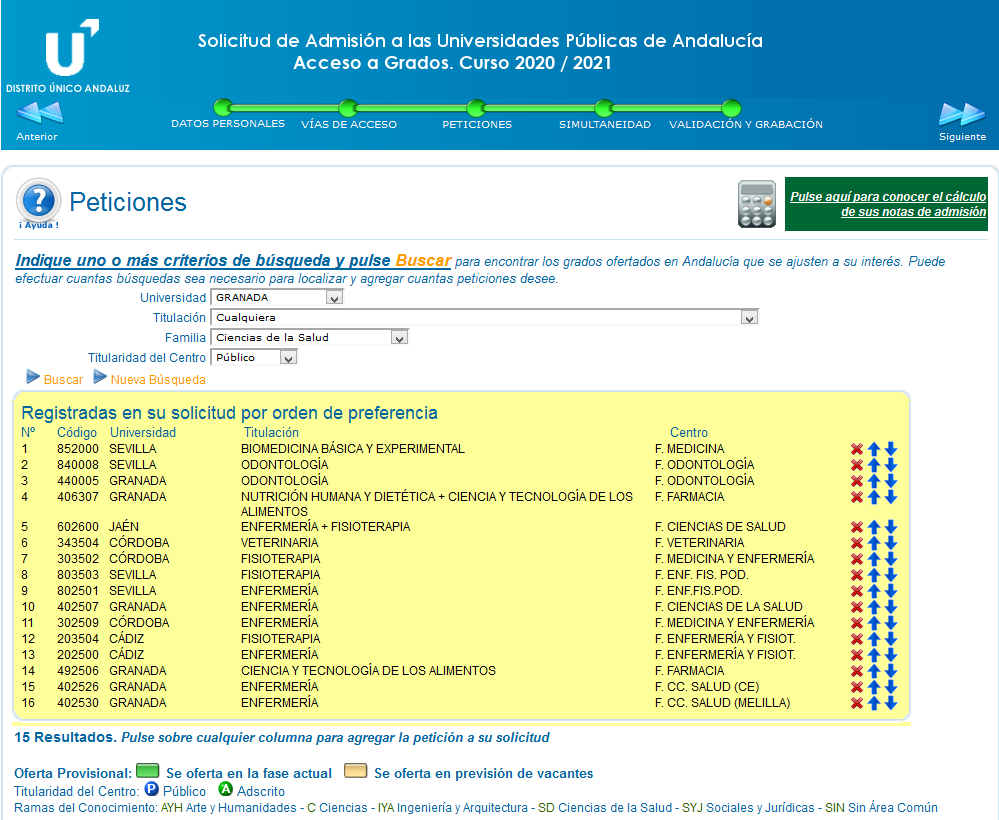 Solicitud de Admisión a las Universidades Públicas de Andalucía
Acceso a Grados. Curso 2020 / 2021
DISTRITO ÚNICO ANDALUZ
Anterior
DATOS PERSONALES VÍAS DE ACCESO PETICIONES SIMULTANEIDAD VALIDACIÓN Y GRABACIÓN
Siguiente
¡ Ayuda !
Peticiones
Pulse aquí para conocer el cálculo
de sus notas de admisión
Indique uno o más criterios de búsqueda y pulse Buscar para encontrar los grados ofertados en Andalucía que se ajusten a su interés. Puede
efectuar cuantas búsquedas sea necesario para localizar y agregar cuantas peticiones desee.
Universidad GRANADA
Titulación Cualquiera
Familia Ciencias de la Salud
Titularidad del Centro Público
Buscar Nueva Búsqueda
Registradas en su solicitud por orden de preferencia
Nº Código Universidad Titulación Centro
1 852000 SEVILLA BIOMEDICINA BÁSICA Y EXPERIMENTAL F. MEDICINA
2 840008 SEVILLA ODONTOLOGÍA F. ODONTOLOGÍA
3 440005 GRANADA ODONTOLOGÍA F. ODONTOLOGÍA
4 406307 GRANADA NUTRICIÓN HUMANA Y DIETÉTICA + CIENCIA Y TECNOLOGÍA DE LOS F. FARMACIA
ALIMENTOS
5 602600 JAÉN ENFERMERÍA + FISIOTERAPIA F. CIENCIAS DE SALUD
6 343504 CÓRDOBA VETERINARIA F. VETERINARIA
7 303502 CÓRDOBA FISIOTERAPIA F. MEDICINA Y ENFERMERÍA
8 803503 SEVILLA FISIOTERAPIA F. ENF. FIS. POD.
9 802501 SEVILLA ENFERMERÍA F. ENF.FIS.POD.
10 402507 GRANADA ENFERMERÍA F. CIENCIAS DE LA SALUD
11 302509 CÓRDOBA ENFERMERÍA F. MEDICINA Y ENFERMERÍA
12 203504 CÁDIZ FISIOTERAPIA F. ENFERMERÍA Y FISIOT.
13 202500 CÁDIZ ENFERMERÍA F. ENFERMERÍA Y FISIOT.
14 492506 GRANADA CIENCIA Y TECNOLOGÍA DE LOS ALIMENTOS F. FARMACIA
15 402526 GRANADA ENFERMERÍA F. CC. SALUD (CE)
16 402530 GRANADA ENFERMERÍA F. CC. SALUD (MELILLA)
15 Resultados. Pulse sobre cualquier columna para agregar la petición a su solicitud
Oferta Provisional: Se oferta en la fase actual Se oferta en previsión de vacantes
Titularidad del Centro: P Público A Adscrito
Ramas del Conocimiento: AYH Arte y Humanidades - C Ciencias - IYA Ingeniería y Arquitectura - SD Ciencias de la Salud - SYJ Sociales y Jurídicas - SIN Sin Área Común